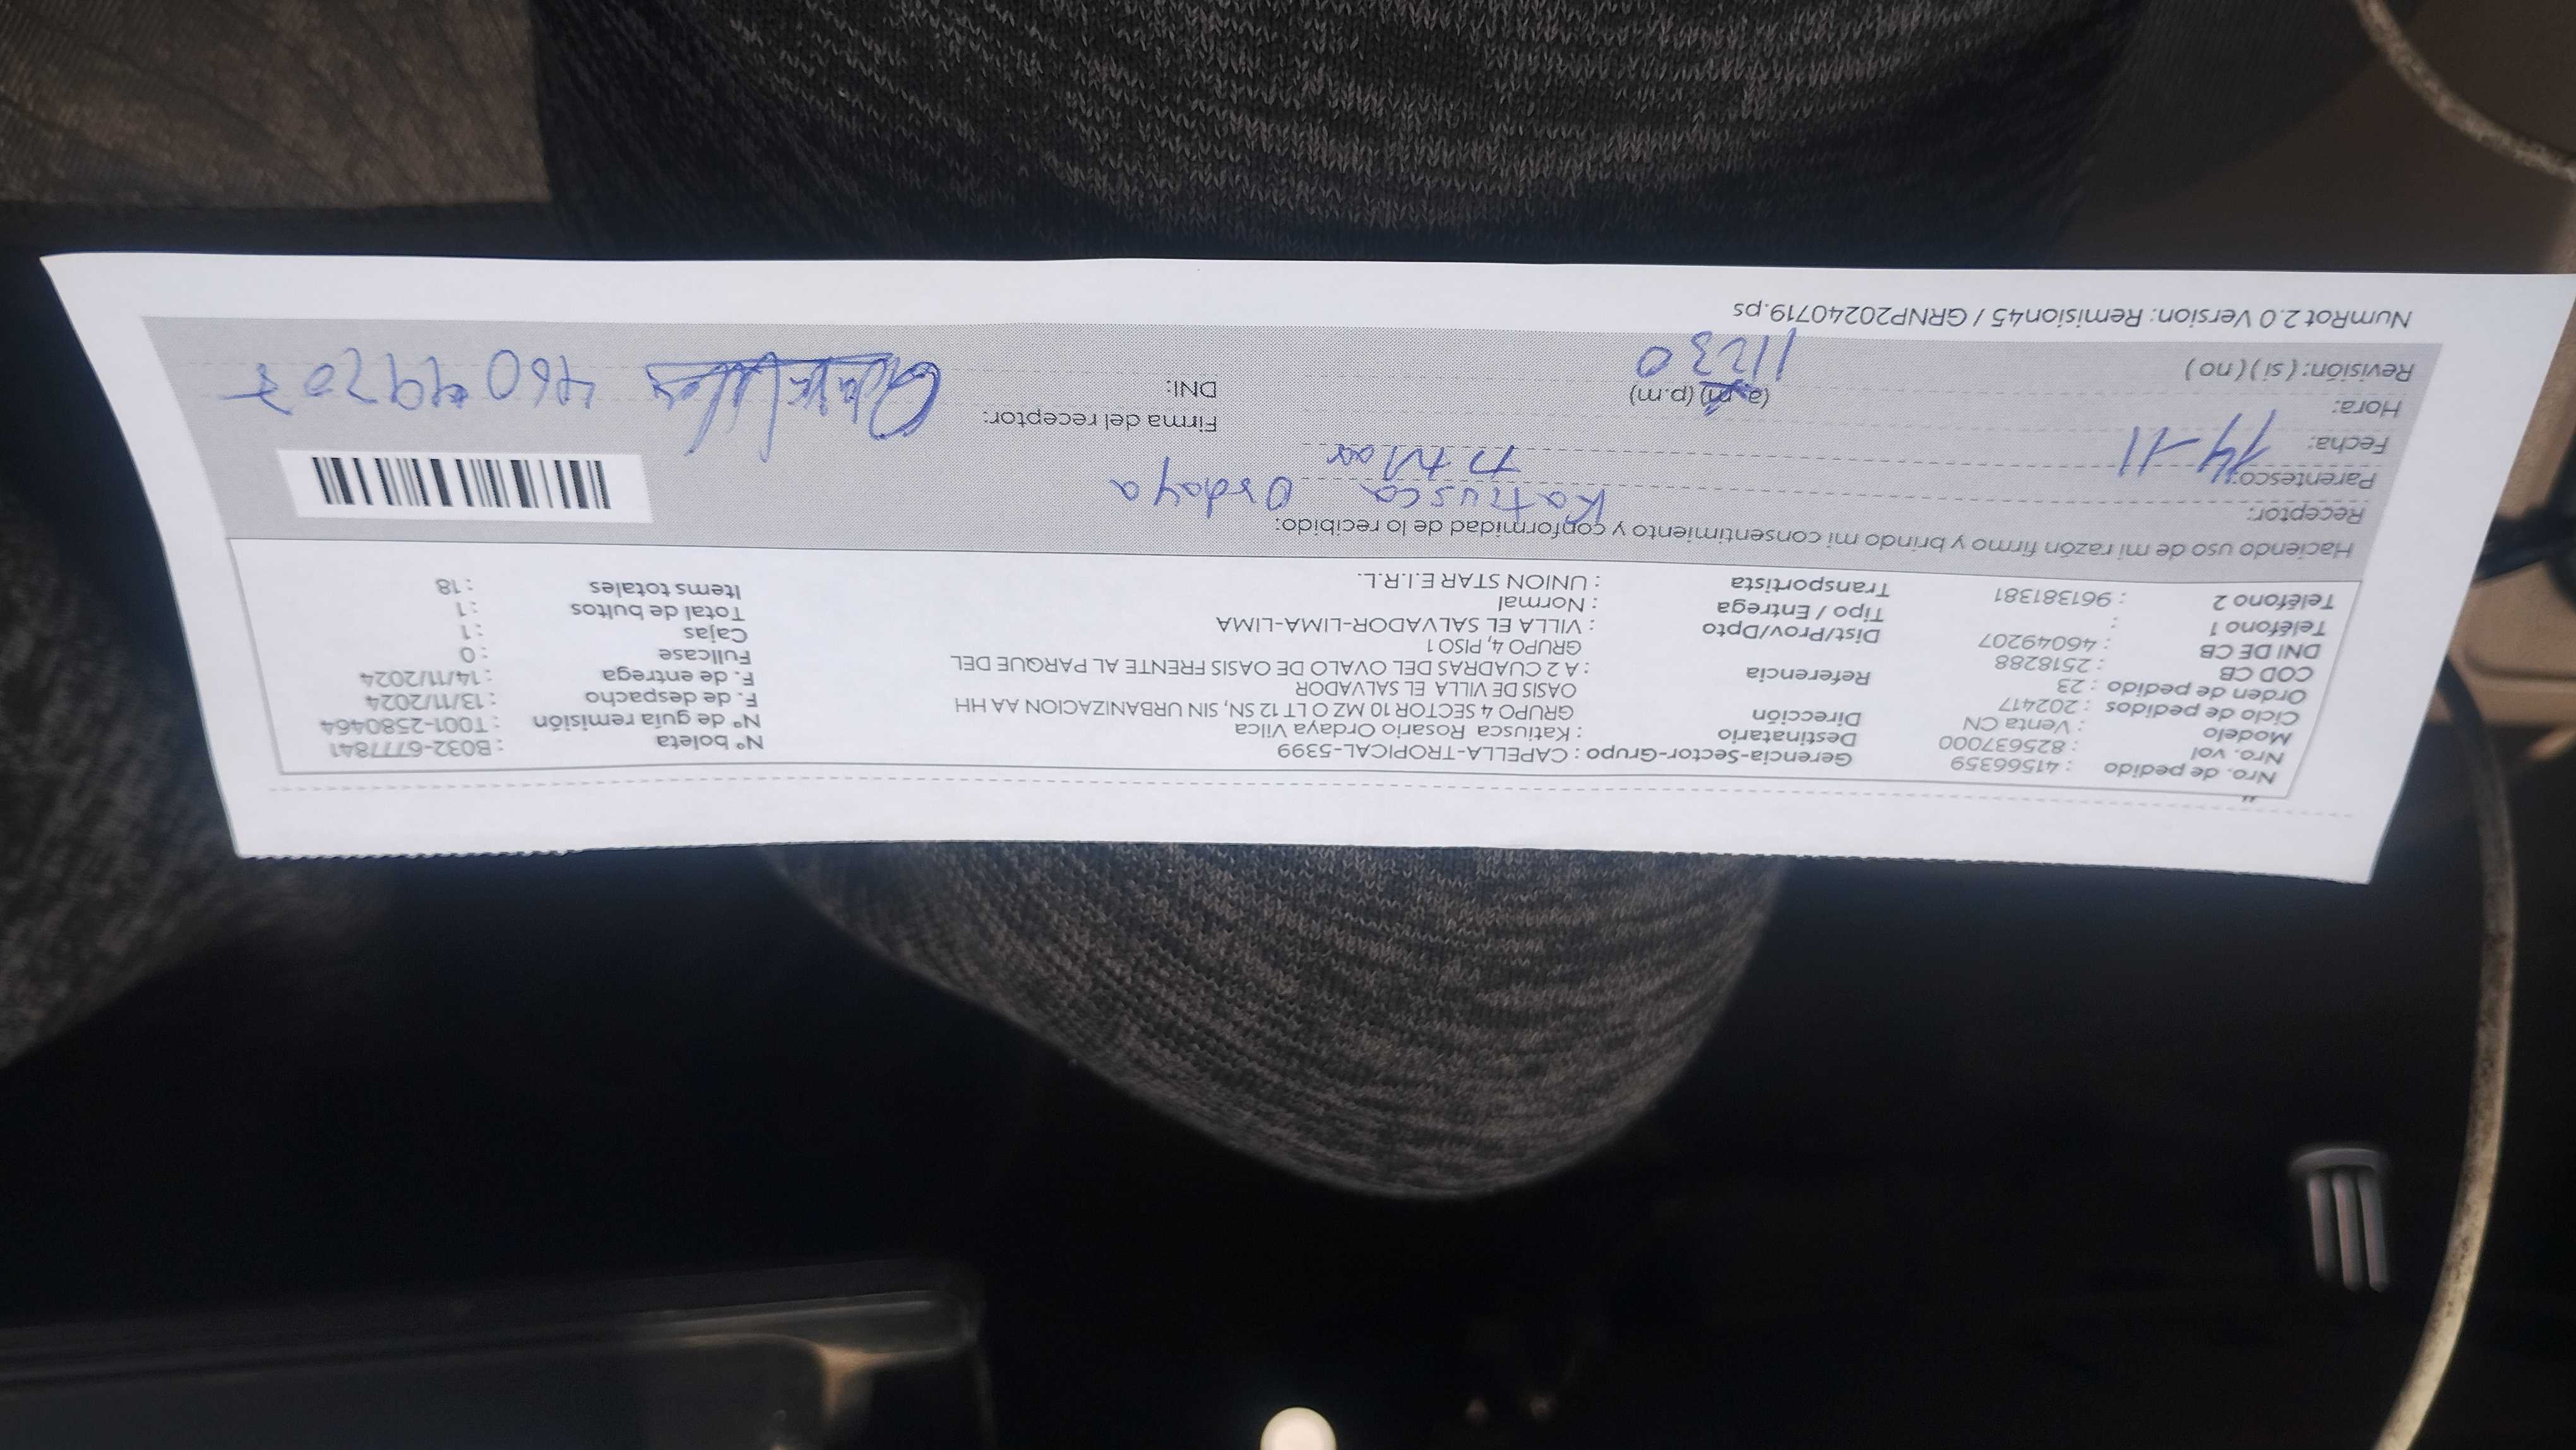 Nro. de pedido : 41566359
Nro. vol : 825637000
Modelo : Venta CN
Ciclo de pedidos : 202417
Orden de pedido : 23
COD CB : 2518288
DNI DE CB : 46049207
Teléfono 1 :
Teléfono 2 : 961381381
Gerencia-Sector-Grupo : CAPELLA-TROPICAL-5399
Destinatario : Katiusca Rosario Ordaya Vilca
Dirección GRUPO 4 SECTOR 10 MZ O LT 12 SN, SIN URBANIZACION AA HH
OASIS DE VILLA EL SALVADOR
Referencia : A 2 CUADRAS DEL OVALO DE OASIS FRENTE AL PARQUE DEL
GRUPO 4, PISO 1
Dist/Prov/Dpto : VILLA EL SALVADOR-LIMA-LIMA
Tipo / Entrega : Normal
Transportista : UNION STAR E.I.R.L.
Nº boleta : B032-6777841
Nº de guía remisión : T001-2580464
F. de despacho : 13/11/2024
F. de entrega : 14/11/2024
Fullcase : 0
Cajas : 1
Total de bultos : 1
Items totales : 18
Haciendo uso de mi razón firmo y brindo mi consentimiento y conformidad de lo recibido:
Receptor: Katiusca Ordaya
Parentesco:
Fecha: 14-11
Hora: (a.m) (p.m)
11230
Revisión: ( si ) ( no )
Firma del receptor:
DNI: 46049207
NumRot 2.0 Version: Remision45 / GRNP20240719.ps